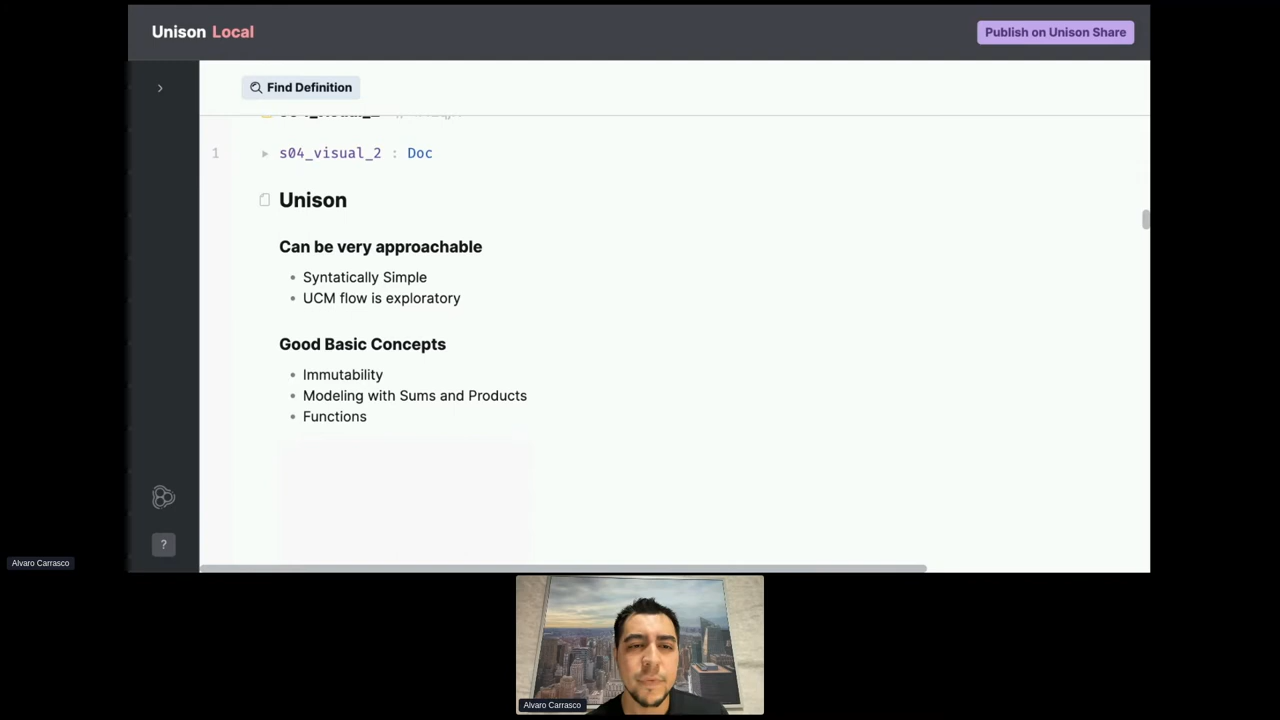 Unison Local
Publish on Unison Share
Find Definition
1 s04_visual_2 : Doc
Unison
Can be very approachable
Syntatically Simple
UCM flow is exploratory
Good Basic Concepts
Immutability
Modeling with Sums and Products
Functions
?
Alvaro Carrasco
Alvaro Carrasco